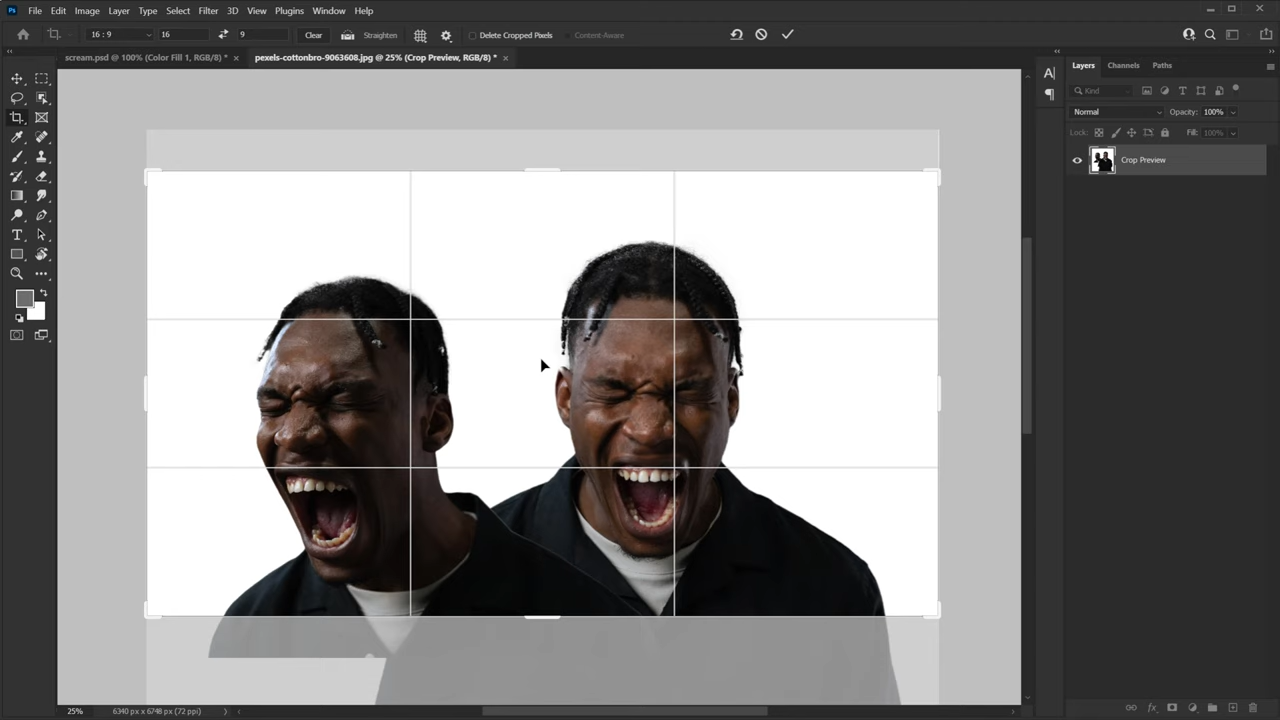 Ps File Edit Image Layer Type Select Filter 3D View Plugins Window Help
16 : 9 16 9 Clear Straighten Delete Cropped Pixels Content-Aware
scream.psd @ 100% (Color Fill 1, RGB/8) * × pexels-cottonbro-9063608.jpg @ 25% (Crop Preview, RGB/8) * ×
Layers Channels Paths
Kind
Normal Opacity: 100%
Lock: Fill: 100%
Crop Preview
25% 6340 px x 6748 px (72 ppi)